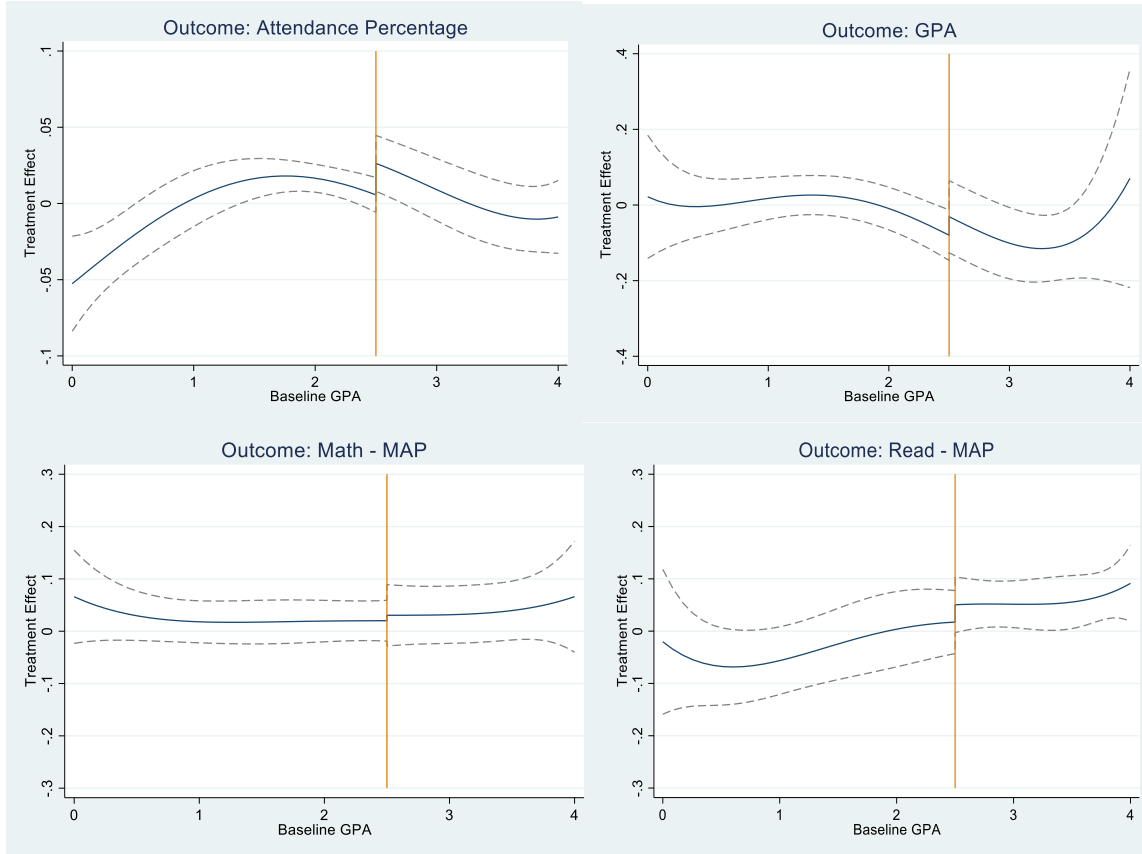 Outcome: Attendance Percentage
Treatment Effect
.1
.05
0
-.05
-.1
0 1 2 3 4
Baseline GPA
Outcome: GPA
Treatment Effect
.4
.2
0
-.2
-.4
0 1 2 3 4
Baseline GPA
Outcome: Math - MAP
Treatment Effect
.3
.2
.1
0
-.1
-.2
-.3
0 1 2 3 4
Baseline GPA
Outcome: Read - MAP
Treatment Effect
.3
.2
.1
0
-.1
-.2
-.3
0 1 2 3 4
Baseline GPA